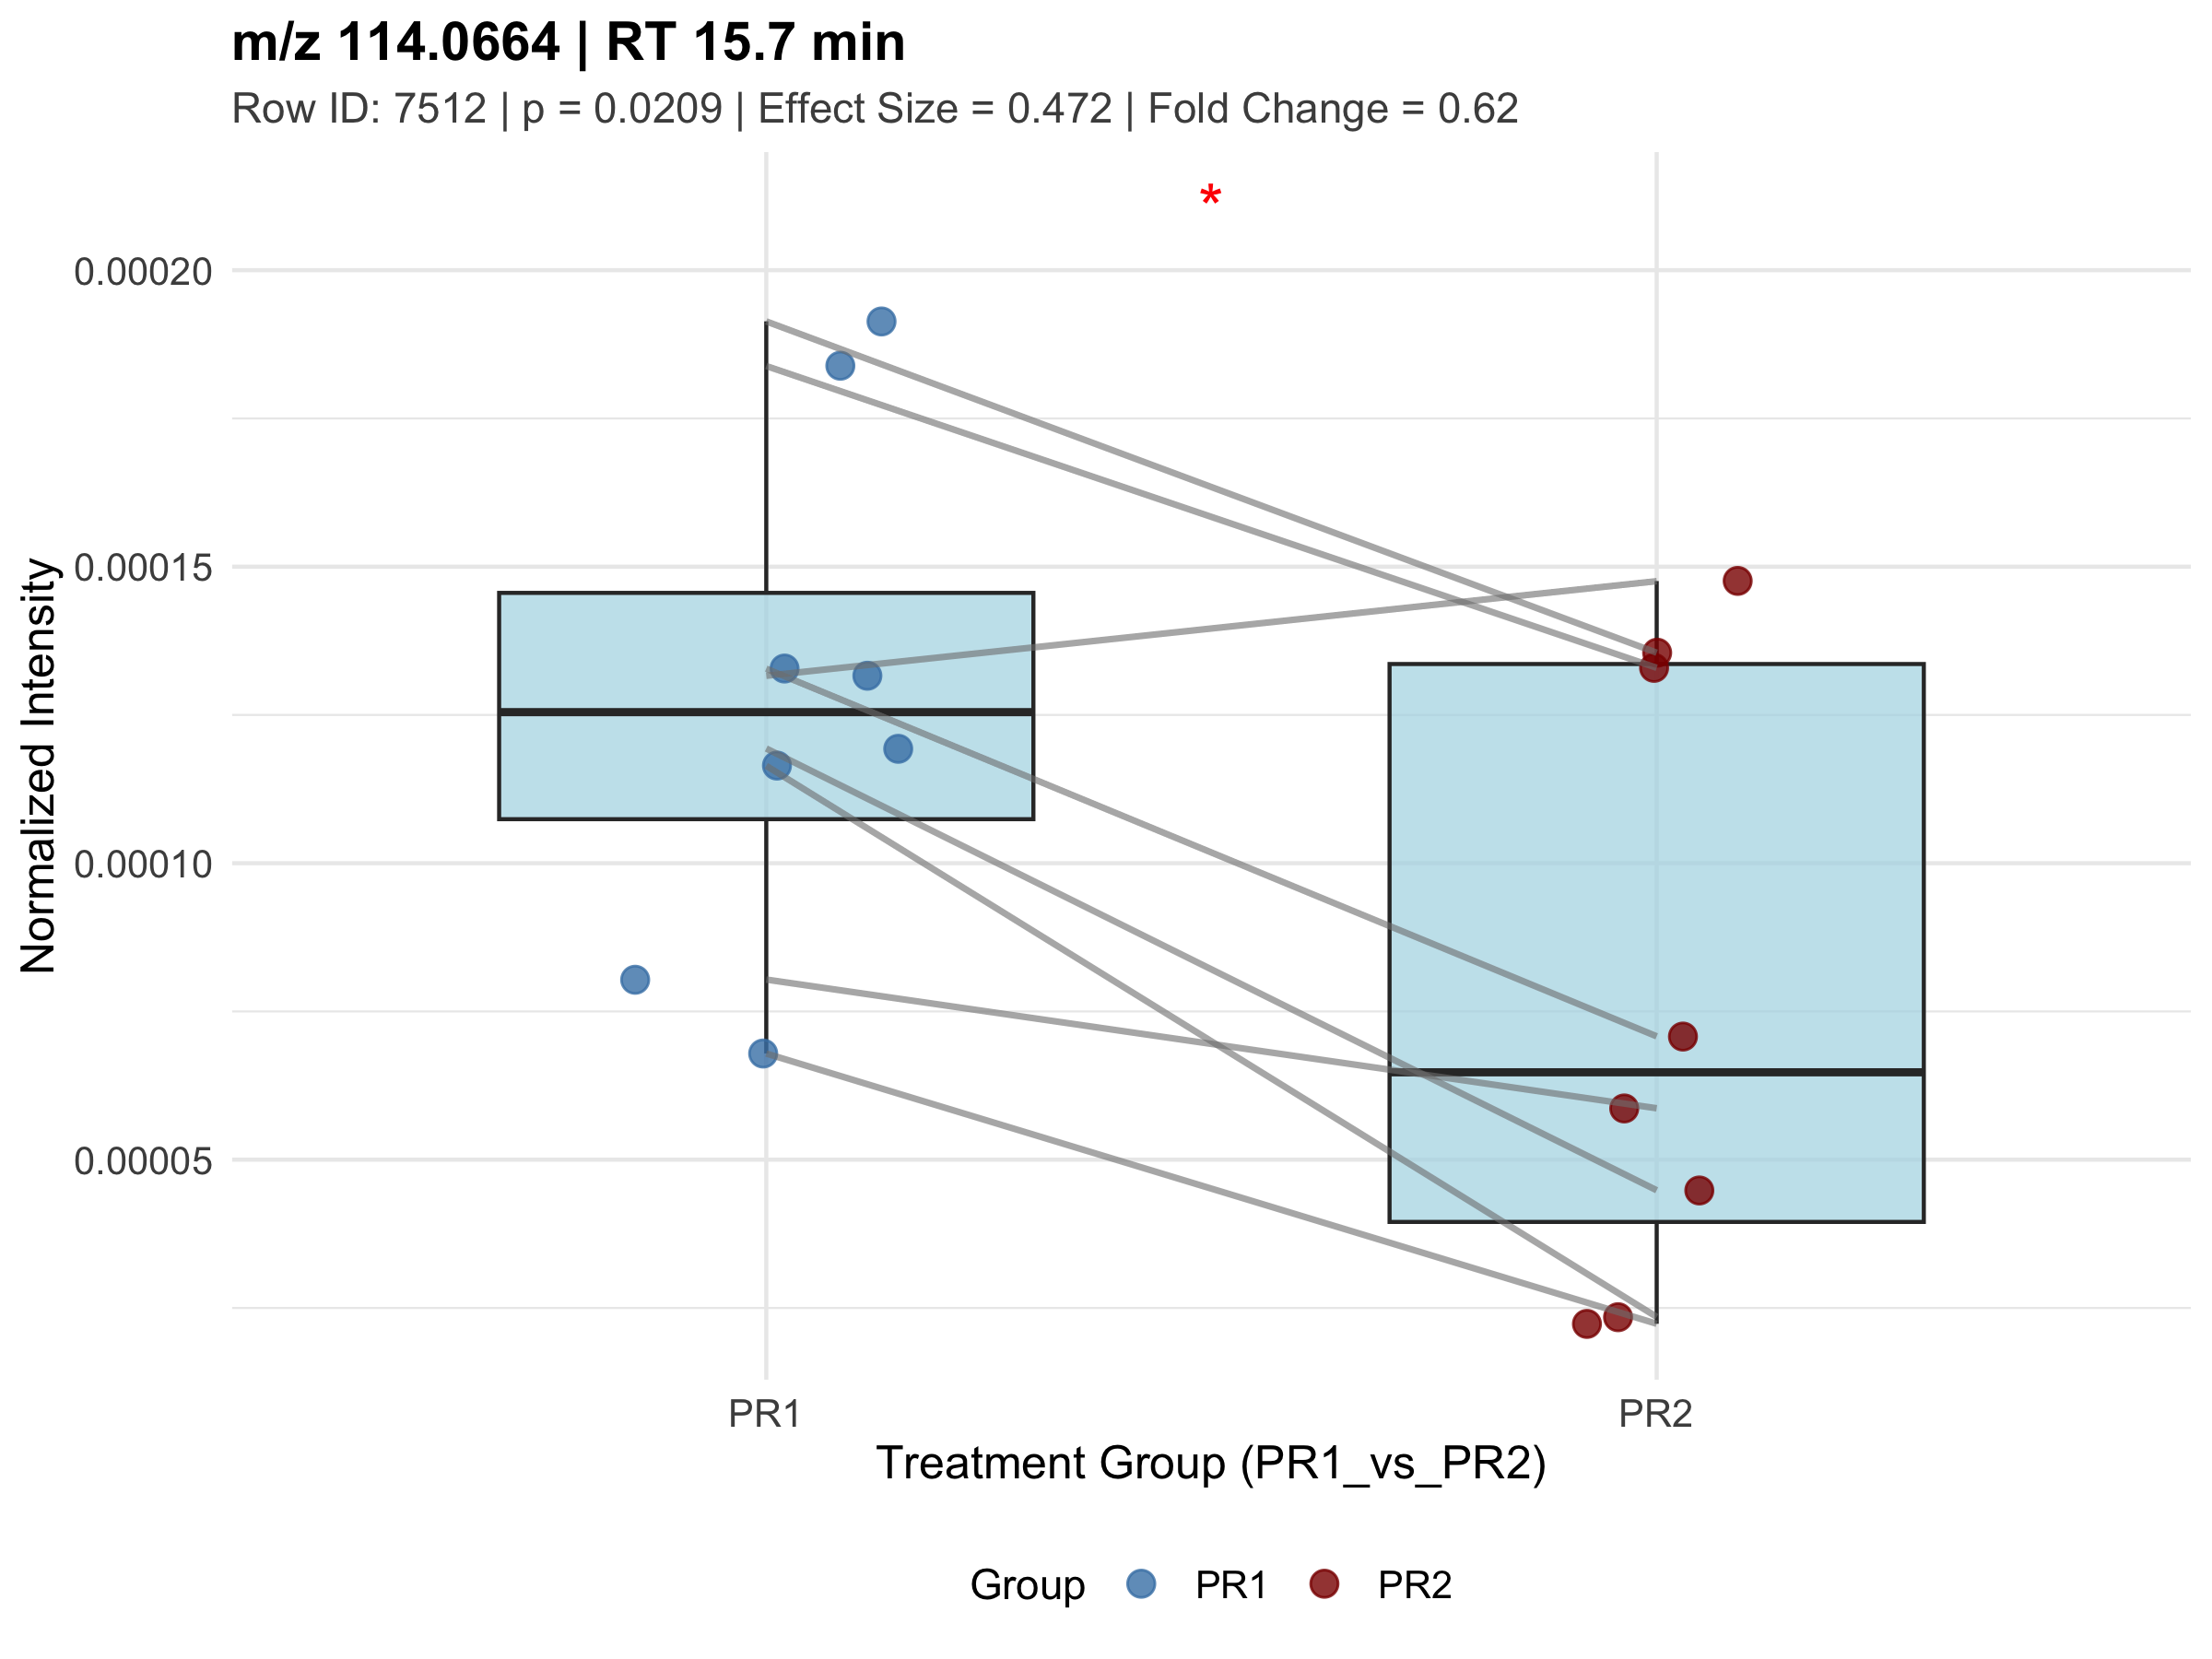 m/z 114.0664 | RT 15.7 min
Row ID: 7512 | p = 0.0209 | Effect Size = 0.472 | Fold Change = 0.62
*
Normalized Intensity
0.00020
0.00015
0.00010
0.00005
PR1
PR2
Treatment Group (PR1_vs_PR2)
Group PR1 PR2